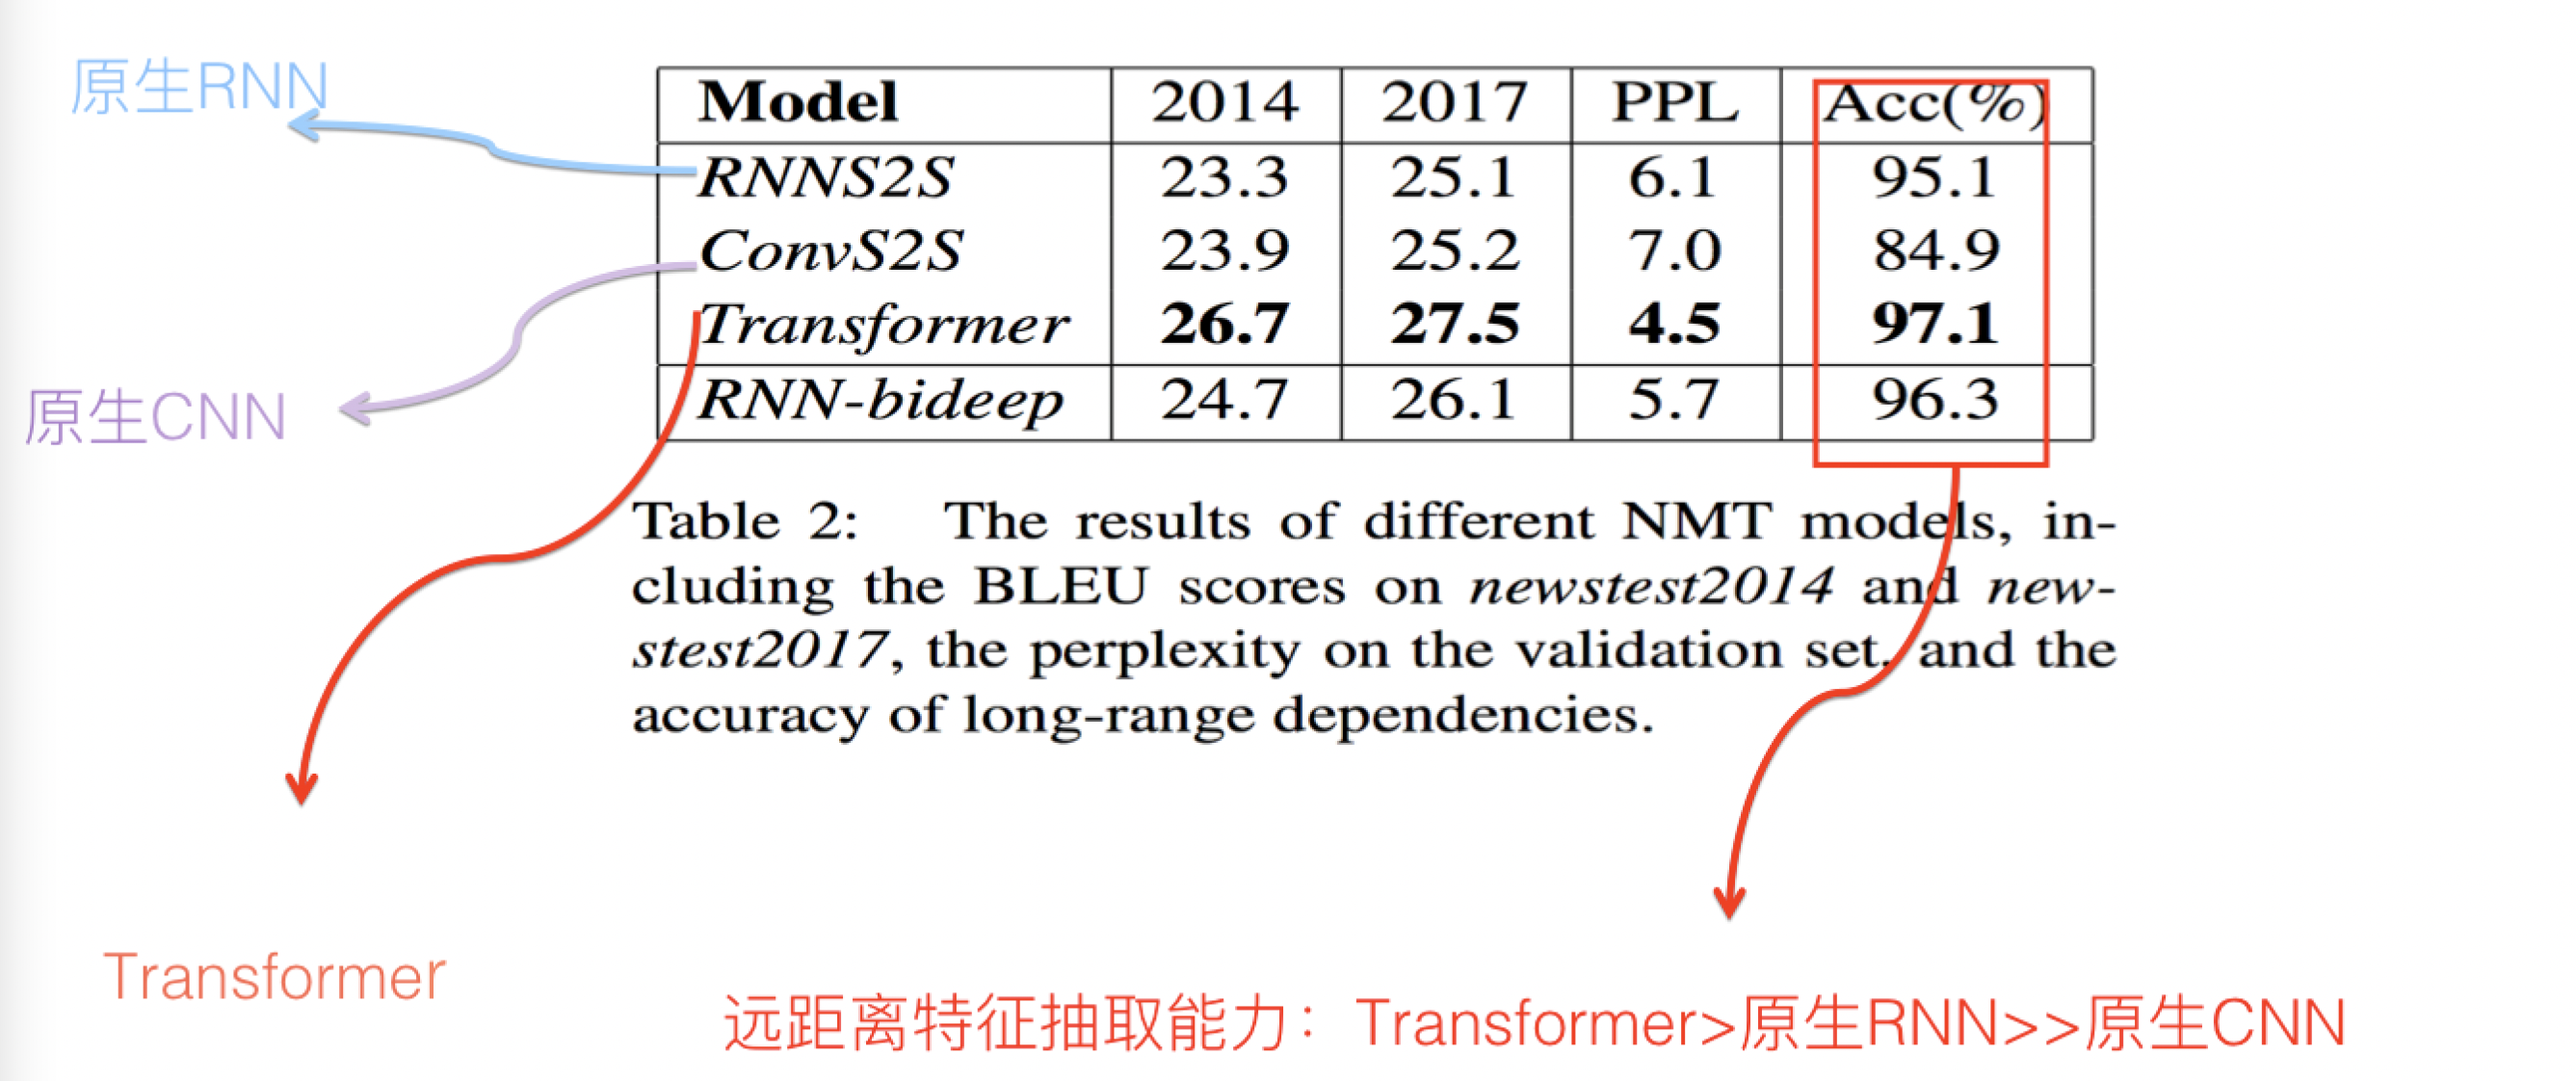 原生RNN
Model 2014 2017 PPL Acc(%)
RNNS2S 23.3 25.1 6.1 95.1
ConvS2S 23.9 25.2 7.0 84.9
Transformer 26.7 27.5 4.5 97.1
RNN-bideep 24.7 26.1 5.7 96.3
原生CNN
Table 2: The results of different NMT models, in-
cluding the BLEU scores on newstest2014 and new-
stest2017, the perplexity on the validation set, and the
accuracy of long-range dependencies.
Transformer
远距离特征抽取能力：Transformer>原生RNN>>原生CNN